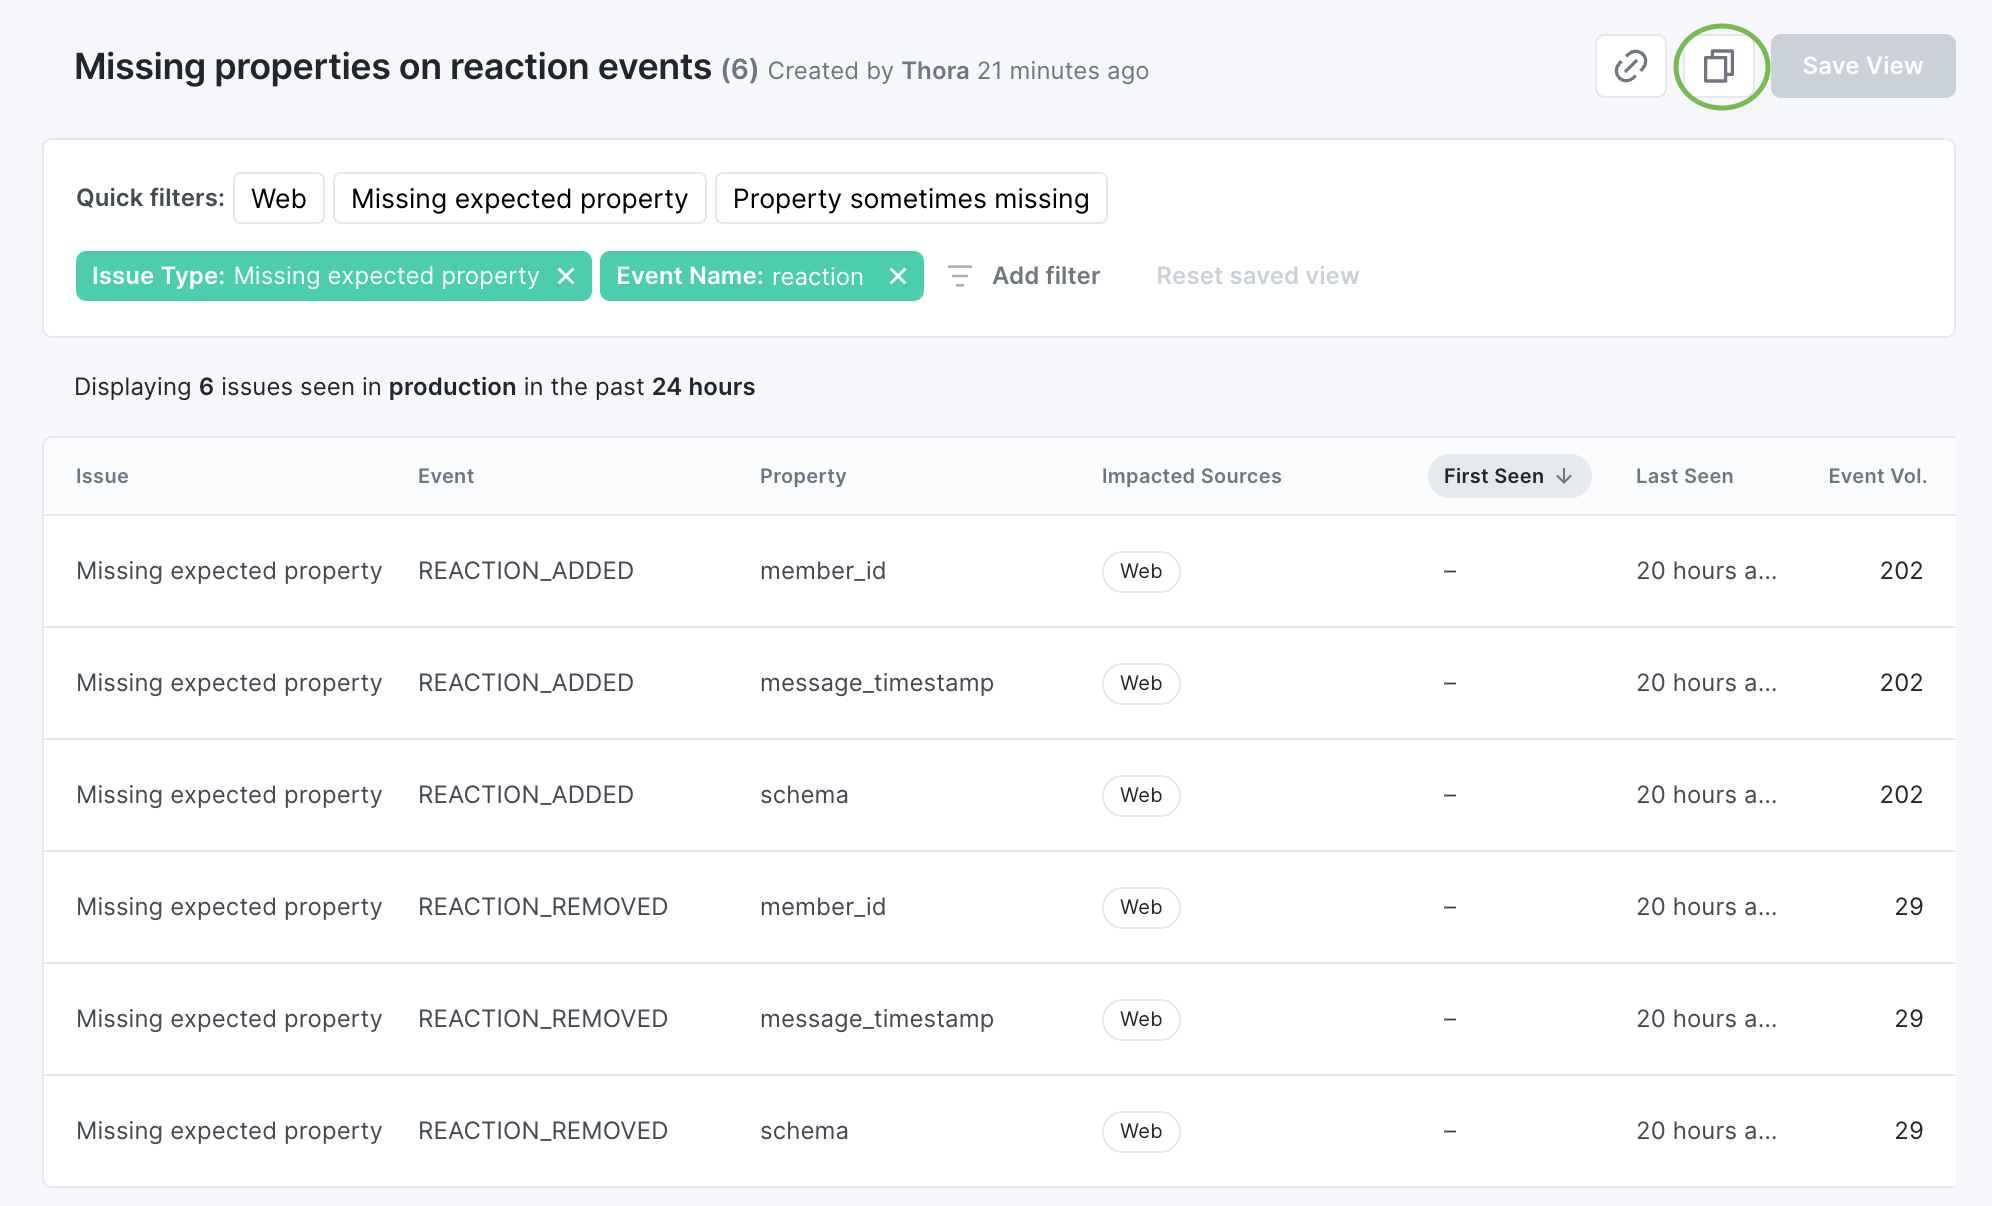 Missing properties on reaction events (6) Created by Thora 21 minutes ago
Save View
Quick filters: Web Missing expected property Property sometimes missing
Issue Type: Missing expected property Event Name: reaction Add filter Reset saved view
Displaying 6 issues seen in production in the past 24 hours
Issue Event Property Impacted Sources First Seen Last Seen Event Vol.
Missing expected property REACTION_ADDED member_id Web – 20 hours a... 202
Missing expected property REACTION_ADDED message_timestamp Web – 20 hours a... 202
Missing expected property REACTION_ADDED schema Web – 20 hours a... 202
Missing expected property REACTION_REMOVED member_id Web – 20 hours a... 29
Missing expected property REACTION_REMOVED message_timestamp Web – 20 hours a... 29
Missing expected property REACTION_REMOVED schema Web – 20 hours a... 29